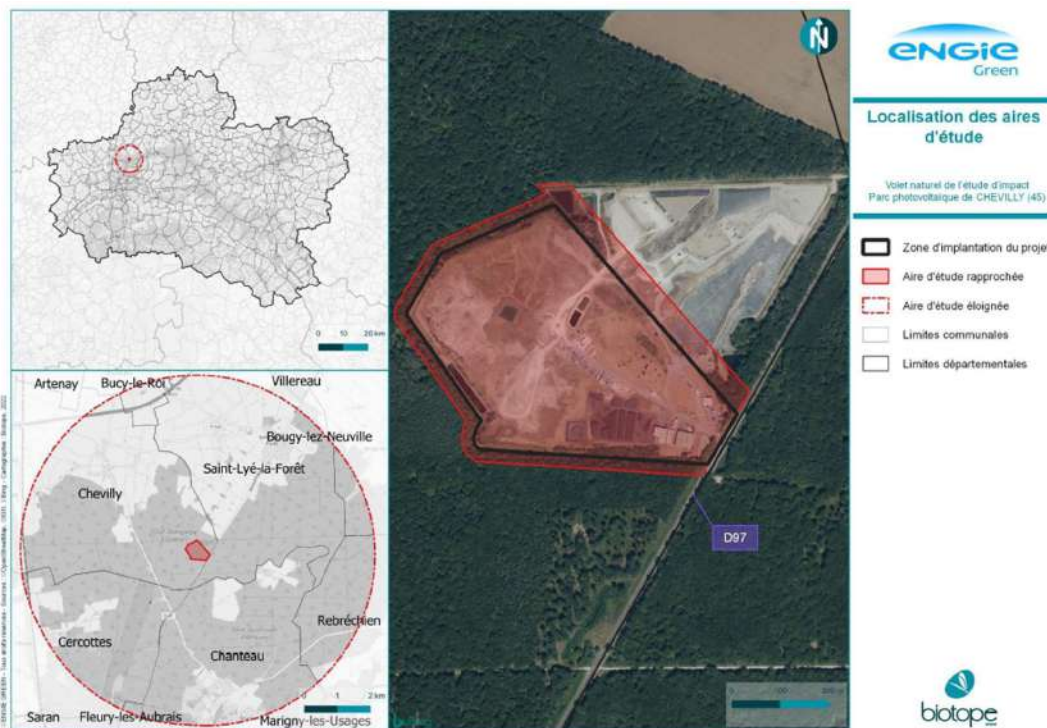 ENGIE
Green
Localisation des aires
d'étude
Volet naturel de l'étude d'impact
Parc photovoltaïque de CHEVILLY (45)
Zone d'implantation du projet
Aire d'étude rapprochée
Aire d'étude éloignée
Limites communales
Limites départementales
N
0 10 20 km
Artenay
Bucy-le-Roi
Villereau
Bougy-lez-Neuville
Saint-Lyé-la-Forêt
Chevilly
Rebréchien
Cercottes
Chanteau
0 1 2 km
Saran
Fleury-les-Aubrais
Marigny-les-Usages
D97
biotope